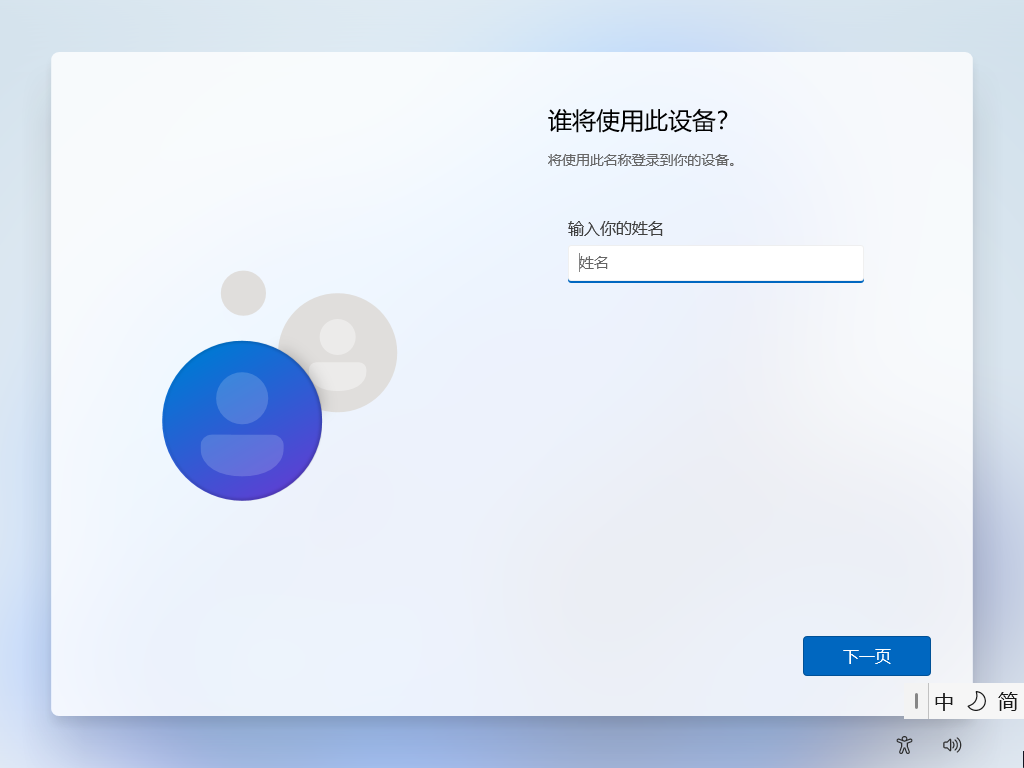 谁将使用此设备?
将使用此名称登录到你的设备。
输入你的姓名
姓名
下一页
中 简